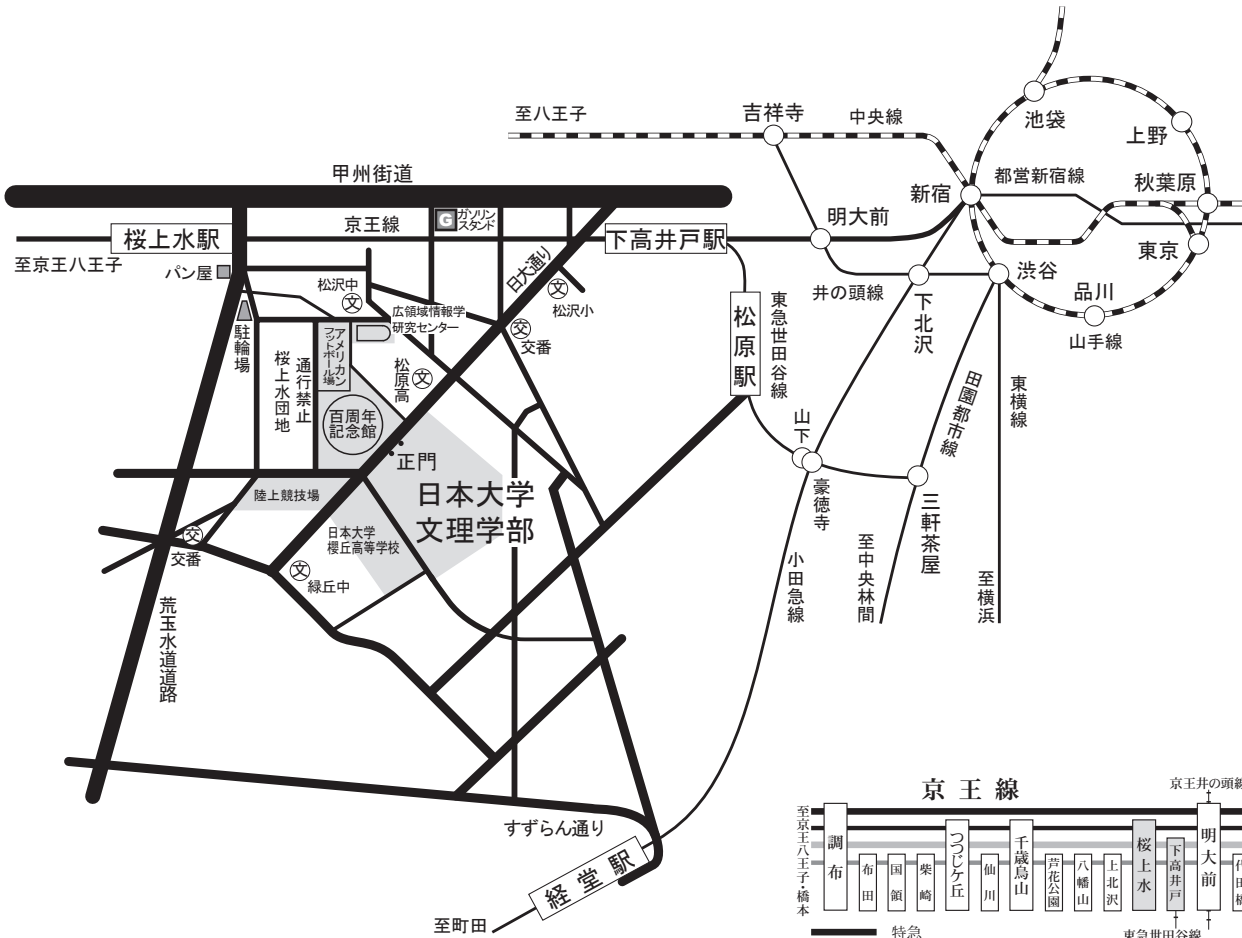 至八王子
吉祥寺
中央線
池袋
上野
秋葉原
新宿
都営新宿線
東京
甲州街道
G
ガソリン
スタンド
京王線
桜上水駅
下高井戸駅
明大前
至京王八王子
パン屋
日大通り
松沢中
文
文
松沢小
井の頭線
渋谷
品川
山手線
下北沢
広領域情報学
研究センター
交
交番
駐輪場
アメリカン
フットボール場
通行禁止
桜上水団地
松原高
文
松原駅
東急世田谷線
百周年
記念館
正門
山下
豪徳寺
田園都市線
東横線
日本大学
文理学部
陸上競技場
日本大学
櫻丘高等学校
三軒茶屋
交
交番
文
緑丘中
小田急線
至中央林間
至横浜
荒玉水道道路
すずらん通り
経堂駅
至町田
京王線
京王井の頭線
至京王八王子・橋本
調布
布田
国領
柴崎
つつじケ丘
仙川
千歳烏山
芦花公園
八幡山
上北沢
桜上水
下高井戸
明大前
代田橋
特急
東急世田谷線